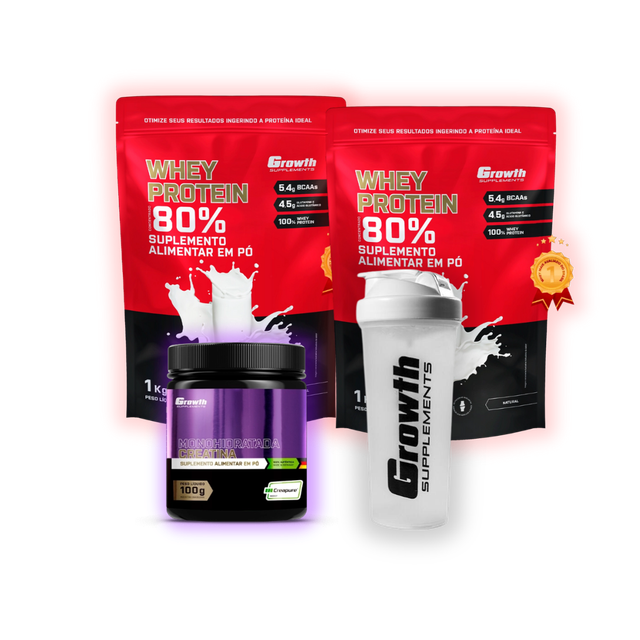 OTIMIZE SEUS RESULTADOS INGERINDO A PROTEÍNA IDEAL
Growth
SUPPLEMENTS
WHEY
PROTEIN
5.4g BCAAs
4.5g
80%
100% WHEY PROTEIN
SUPLEMENTO
ALIMENTAR EM PÓ
1 Kg
OTIMIZE SEUS RESULTADOS INGERINDO A PROTEÍNA IDEAL
Growth
SUPPLEMENTS
WHEY
PROTEIN
5.4g BCAAs
4.5g
80%
100% WHEY PROTEIN
SUPLEMENTO
ALIMENTAR EM PÓ
1
NATURAL
Growth
SUPPLEMENTS
MONOHIDRATADA
CREATINA
SUPLEMENTO ALIMENTAR EM PÓ
PESO LÍQUIDO
100g
Creapure
Growth
SUPPLEMENTS